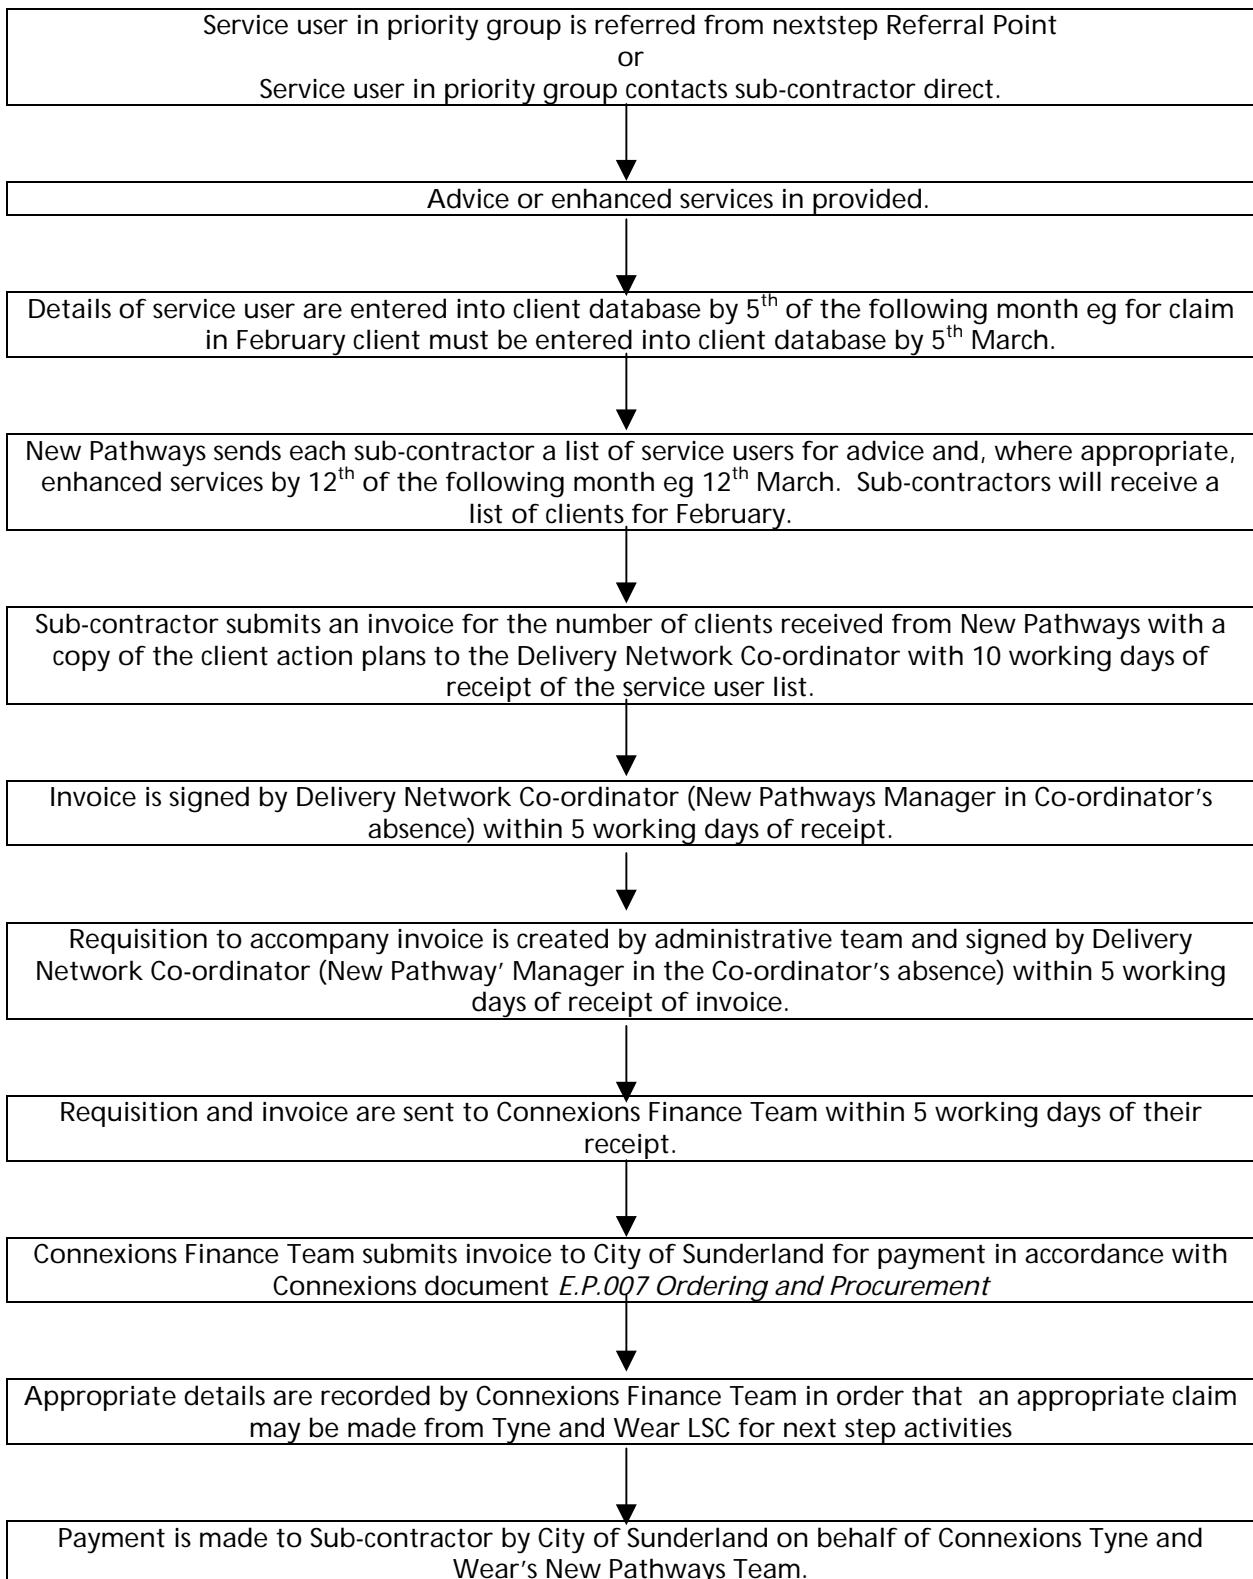 Service user in priority group is referred from nextstep Referral Point
or
Service user in priority group contacts sub-contractor direct.
Advice or enhanced services in provided.
Details of service user are entered into client database by 5th of the following month eg for claim
in February client must be entered into client database by 5th March.
New Pathways sends each sub-contractor a list of service users for advice and, where appropriate,
enhanced services by 12th of the following month eg 12th March.  Sub-contractors will receive a
list of clients for February.
Sub-contractor submits an invoice for the number of clients received from New Pathways with a
copy of the client action plans to the Delivery Network Co-ordinator with 10 working days of
receipt of the service user list.
Invoice is signed by Delivery Network Co-ordinator (New Pathways Manager in Co-ordinator's
absence) within 5 working days of receipt.
Requisition to accompany invoice is created by administrative team and signed by Delivery
Network Co-ordinator (New Pathway' Manager in the Co-ordinator's absence) within 5 working
days of receipt of invoice.
Requisition and invoice are sent to Connexions Finance Team within 5 working days of their
receipt.
Connexions Finance Team submits invoice to City of Sunderland for payment in accordance with
Connexions document E.P.007 Ordering and Procurement
Appropriate details are recorded by Connexions Finance Team in order that  an appropriate claim
may be made from Tyne and Wear LSC for next step activities
Payment is made to Sub-contractor by City of Sunderland on behalf of Connexions Tyne and
Wear's New Pathways Team.